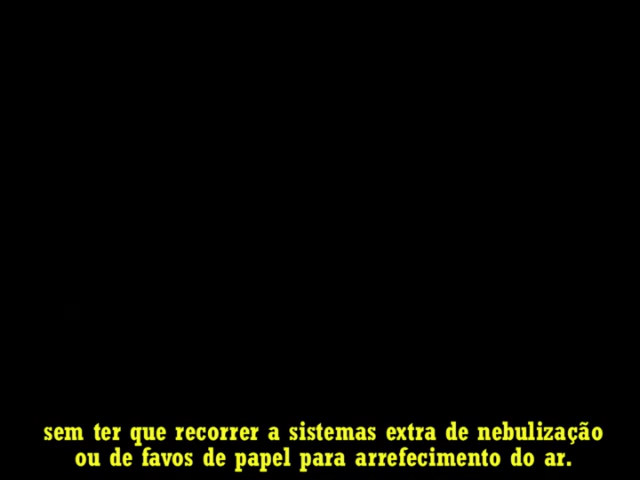 sem ter que recorrer a sistemas extra de nebulização
ou de favos de papel para arrefecimento do ar.